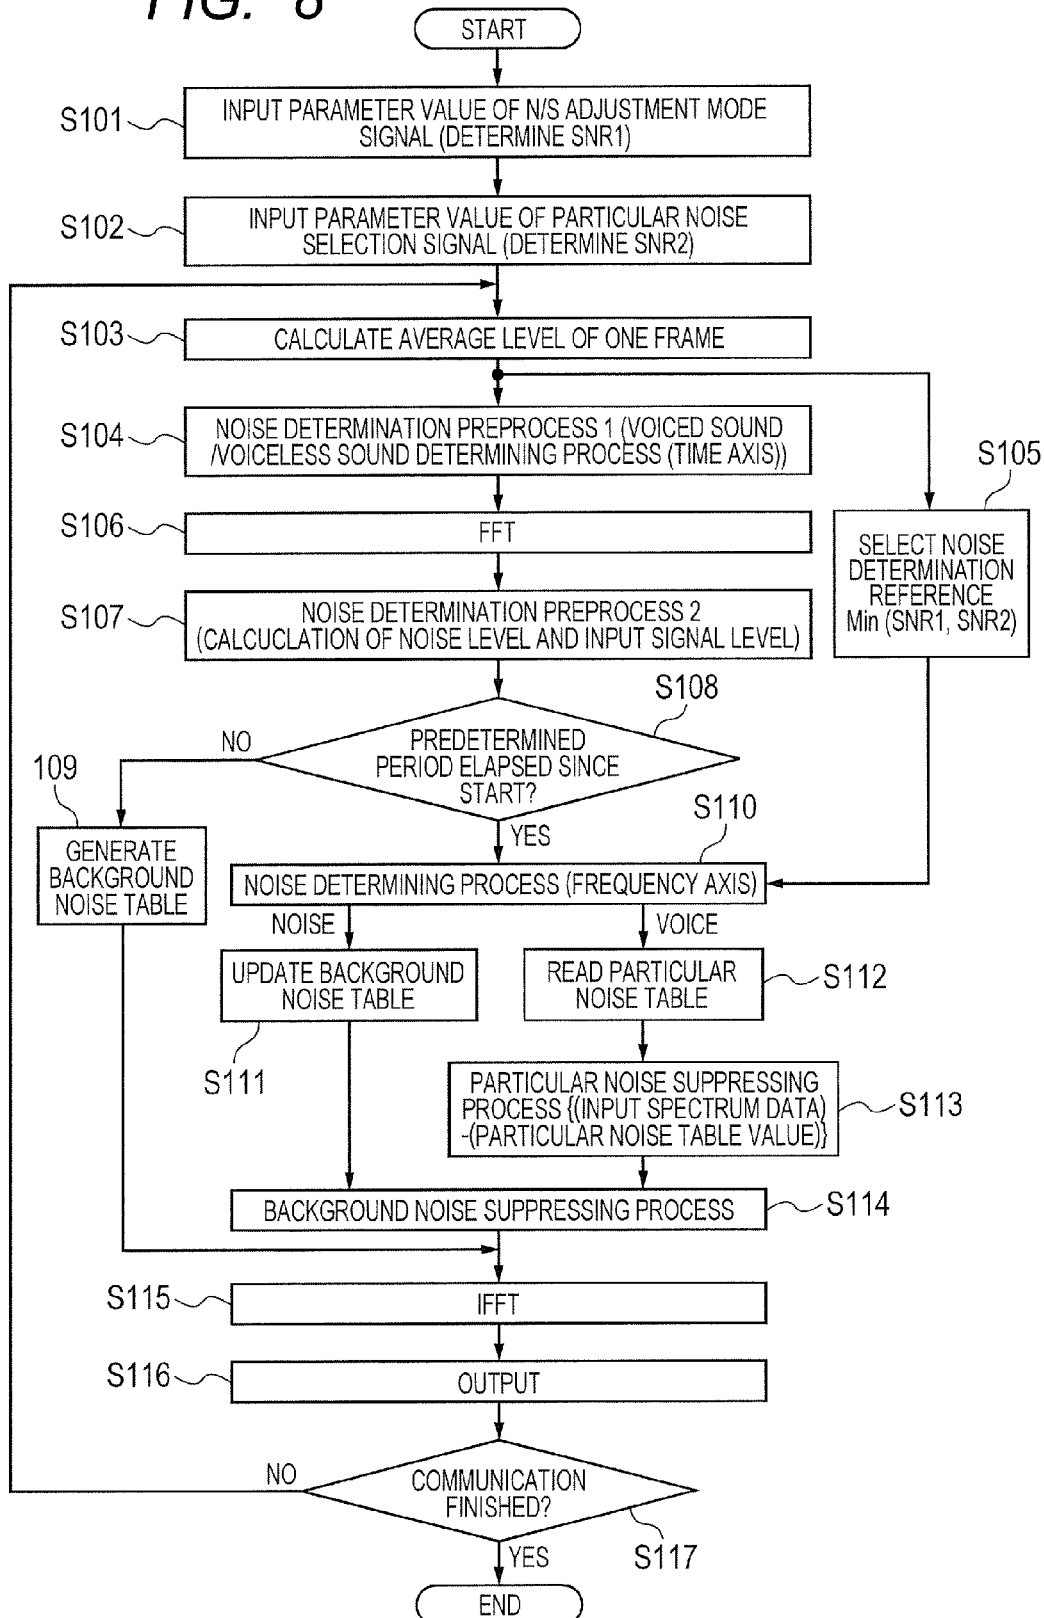 FIG. 8
START
S101
INPUT PARAMETER VALUE OF N/S ADJUSTMENT MODE
SIGNAL (DETERMINE SNR1)
S102
INPUT PARAMETER VALUE OF PARTICULAR NOISE
SELECTION SIGNAL (DETERMINE SNR2)
S103
CALCULATE AVERAGE LEVEL OF ONE FRAME
S104
NOISE DETERMINATION PREPROCESS 1 (VOICED SOUND
/VOICELESS SOUND DETERMINING PROCESS (TIME AXIS))
S105
SELECT NOISE
DETERMINATION
REFERENCE
Min (SNR1, SNR2)
S106
FFT
S107
NOISE DETERMINATION PREPROCESS 2
(CALCUCLATION OF NOISE LEVEL AND INPUT SIGNAL LEVEL)
S108
PREDETERMINED
PERIOD ELAPSED SINCE
START?
NO
YES
109
GENERATE
BACKGROUND
NOISE TABLE
S110
NOISE DETERMINING PROCESS (FREQUENCY AXIS)
NOISE
VOICE
UPDATE BACKGROUND
NOISE TABLE
S111
READ PARTICULAR
NOISE TABLE
S112
PARTICULAR NOISE SUPPRESSING
PROCESS {(INPUT SPECTRUM DATA)
-(PARTICULAR NOISE TABLE VALUE)}
S113
BACKGROUND NOISE SUPPRESSING PROCESS
S114
S115
IFFT
S116
OUTPUT
NO
COMMUNICATION
FINISHED?
S117
YES
END